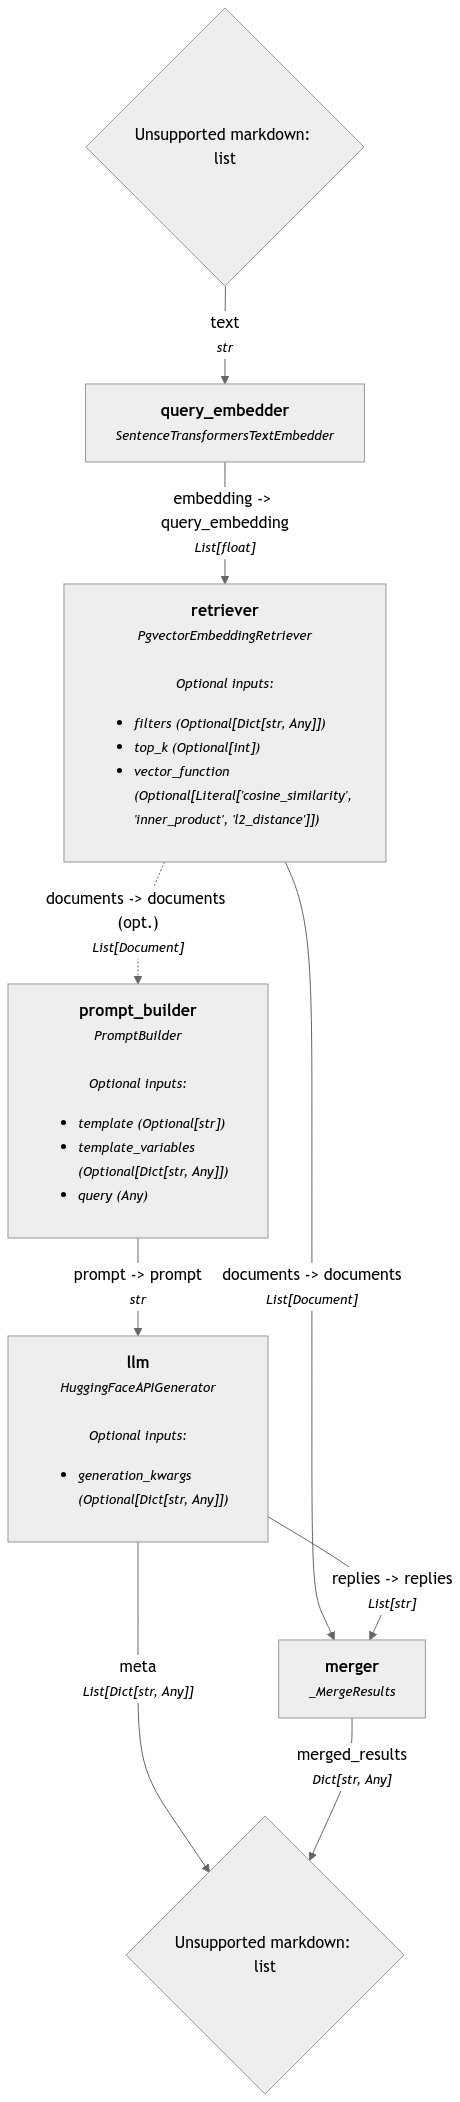 Unsupported markdown:
list
text
str
query_embedder
SentenceTransformersTextEmbedder
embedding ->
query_embedding
List[float]
retriever
PgvectorEmbeddingRetriever
Optional inputs:
• filters (Optional[Dict[str, Any]])
• top_k (Optional[int])
• vector_function
(Optional[Literal['cosine_similarity',
'inner_product', 'l2_distance']])
documents -> documents
(opt.)
List[Document]
prompt_builder
PromptBuilder
Optional inputs:
• template (Optional[str])
• template_variables
(Optional[Dict[str, Any]])
• query (Any)
prompt -> prompt
str
documents -> documents
List[Document]
llm
HuggingFaceAPIGenerator
Optional inputs:
• generation_kwargs
(Optional[Dict[str, Any]])
replies -> replies
List[str]
meta
List[Dict[str, Any]]
merger
_MergeResults
merged_results
Dict[str, Any]
Unsupported markdown:
list